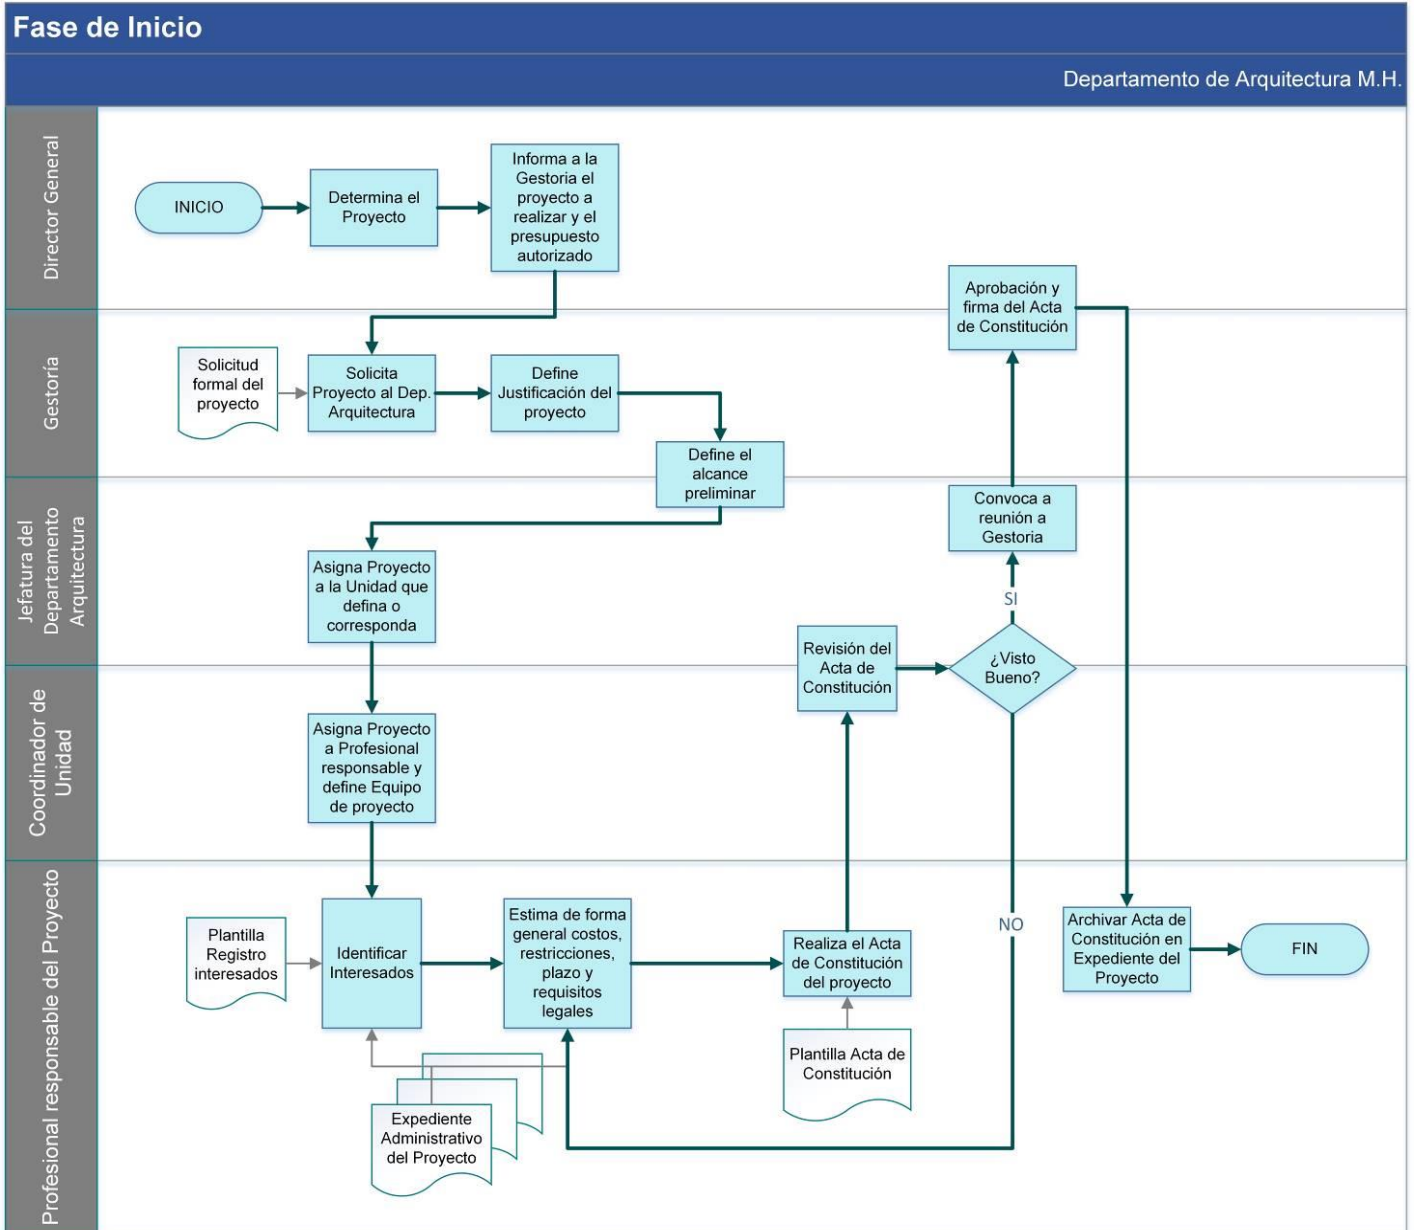 Fase de Inicio
Departamento de Arquitectura M.H.
Director General
INICIO
Determina el
Proyecto
Informa a la
Gestoria el
proyecto a
realizar y el
presupuesto
autorizado
Aprobación y
firma del Acta
de Constitución
Gestoría
Solicitud
formal del
proyecto
Solicita
Proyecto al Dep.
Arquitectura
Define
Justificación del
proyecto
Define el
alcance
preliminar
Jefatura del
Departamento
Arquitectura
Convoca a
reunión a
Gestoria
Asigna Proyecto
a la Unidad que
defina o
corresponda
SI
Revisión del
Acta de
Constitución
¿Visto
Bueno?
Coordinador de
Unidad
Asigna Proyecto
a Profesional
responsable y
define Equipo
de proyecto
Profesional responsable del Proyecto
Plantilla
Registro
interesados
Identificar
Interesados
Estima de forma
general costos,
restricciones,
plazo y
requisitos
legales
Realiza el Acta
de Constitución
del proyecto
NO
Archivar Acta de
Constitución en
Expediente del
Proyecto
FIN
Plantilla Acta de
Constitución
Expediente
Administrativo
del Proyecto